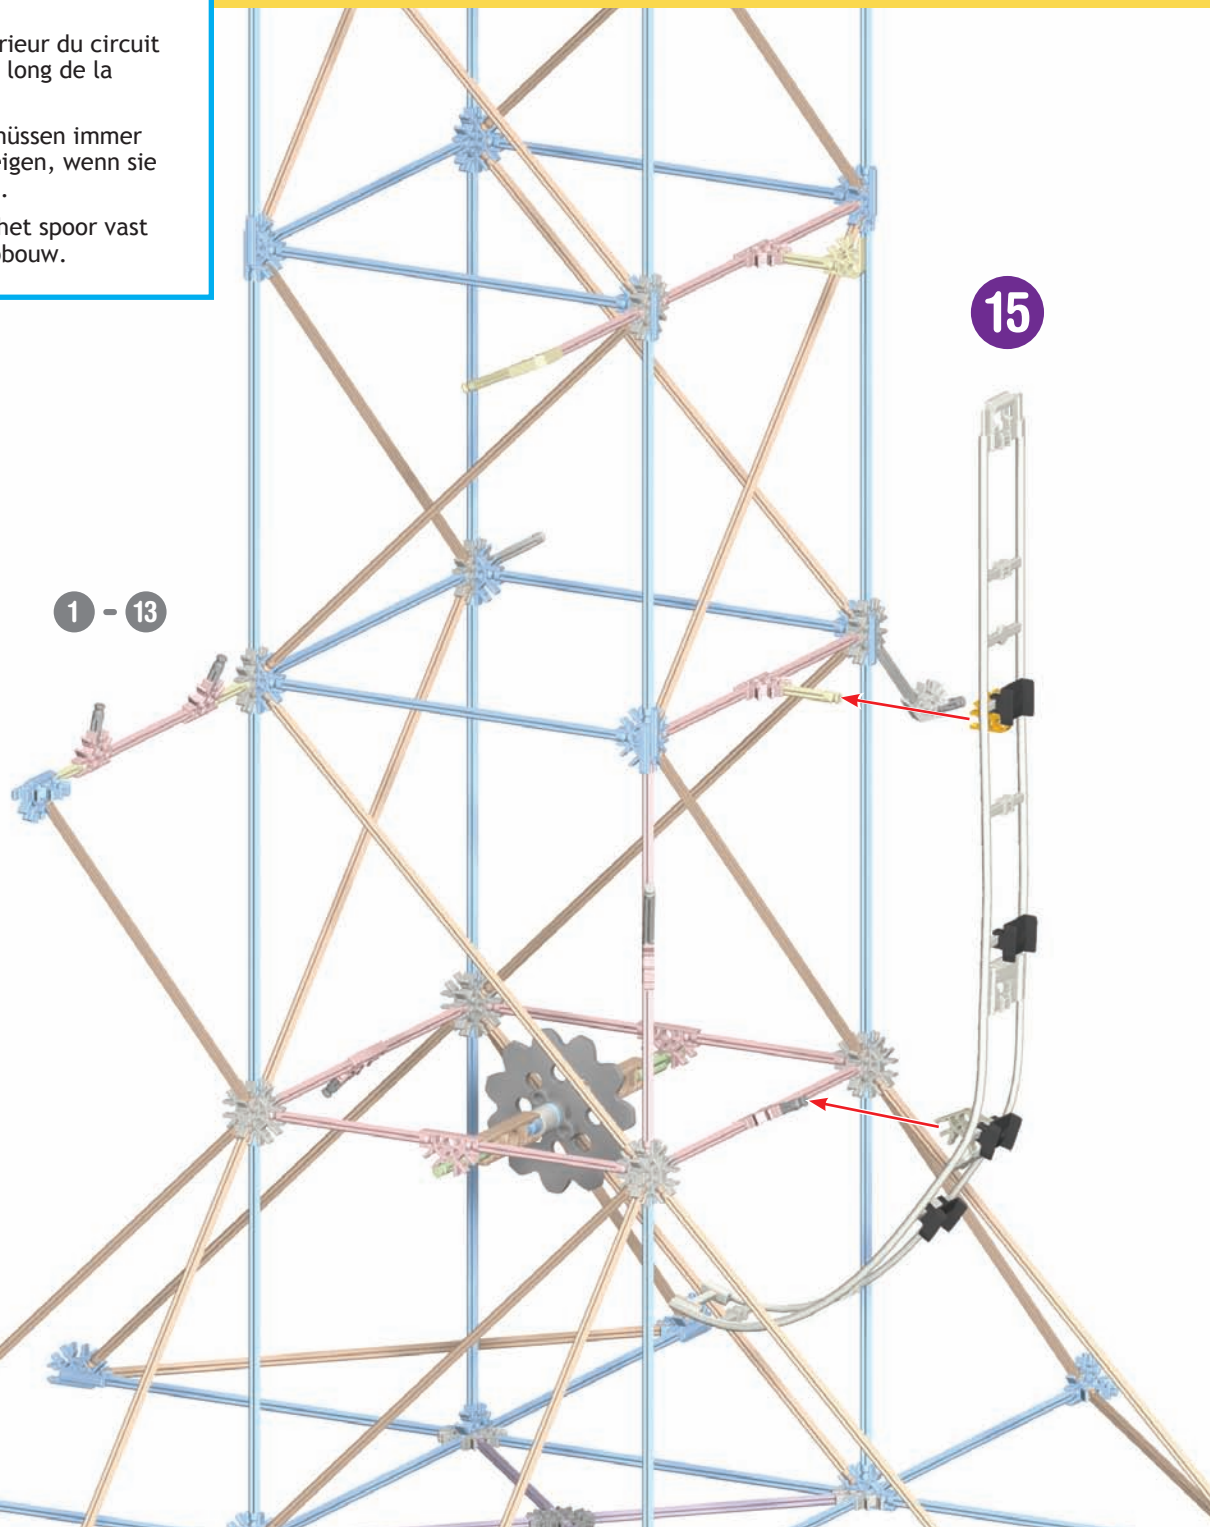 rieur du circuit
long de la
müssen immer
eigen, wenn sie
.
het spoor vast
bouw.
15
1 - 13